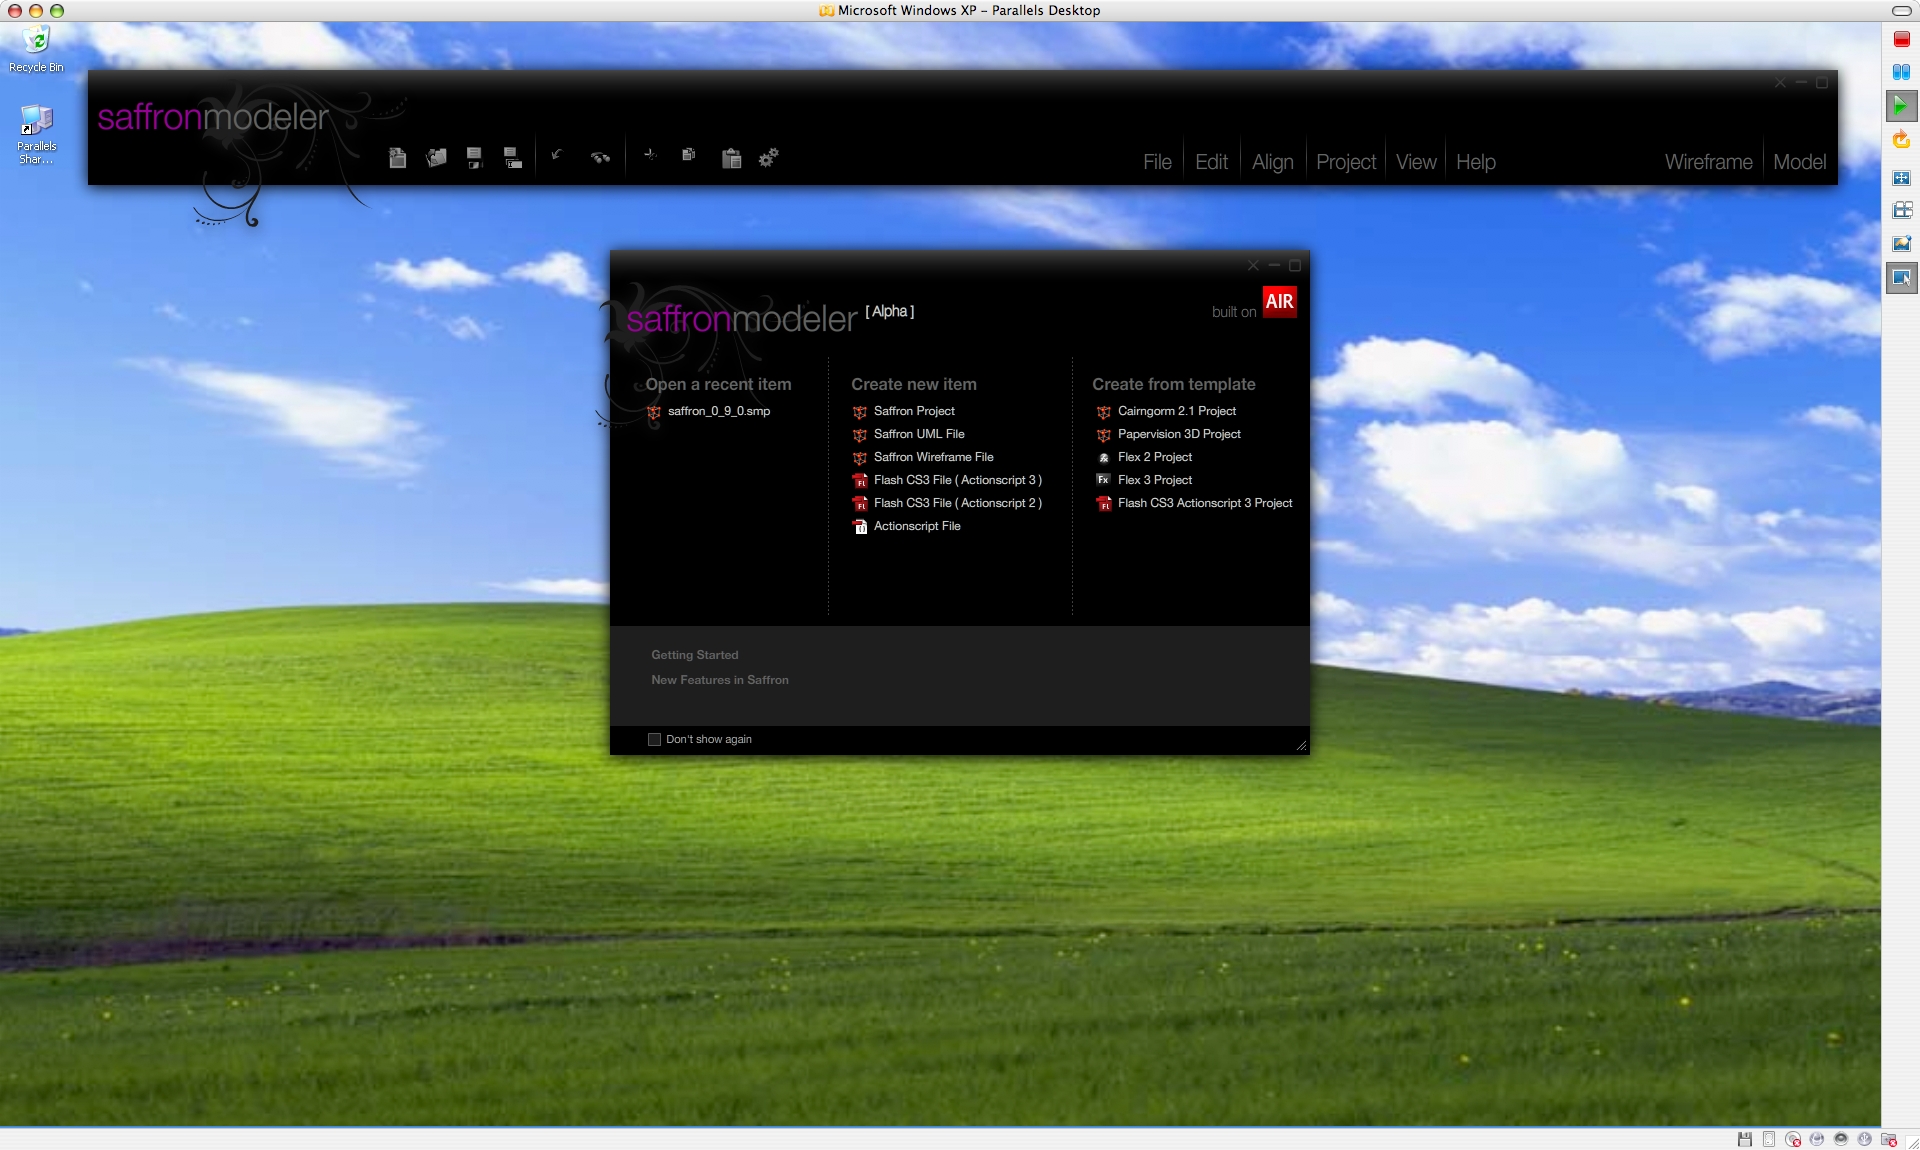 Microsoft Windows XP – Parallels Desktop
Recycle Bin
Parallels
Shar...
saffronmodeler
File Edit Align Project View Help Wireframe Model
saffronmodeler [ Alpha ]
built on AIR
Open a recent item
saffron_0_9_0.smp
Create new item
Saffron Project
Saffron UML File
Saffron Wireframe File
Flash CS3 File ( Actionscript 3 )
Flash CS3 File ( Actionscript 2 )
Actionscript File
Create from template
Cairngorm 2.1 Project
Papervision 3D Project
Flex 2 Project
Fx Flex 3 Project
Flash CS3 Actionscript 3 Project
Getting Started
New Features in Saffron
Don't show again